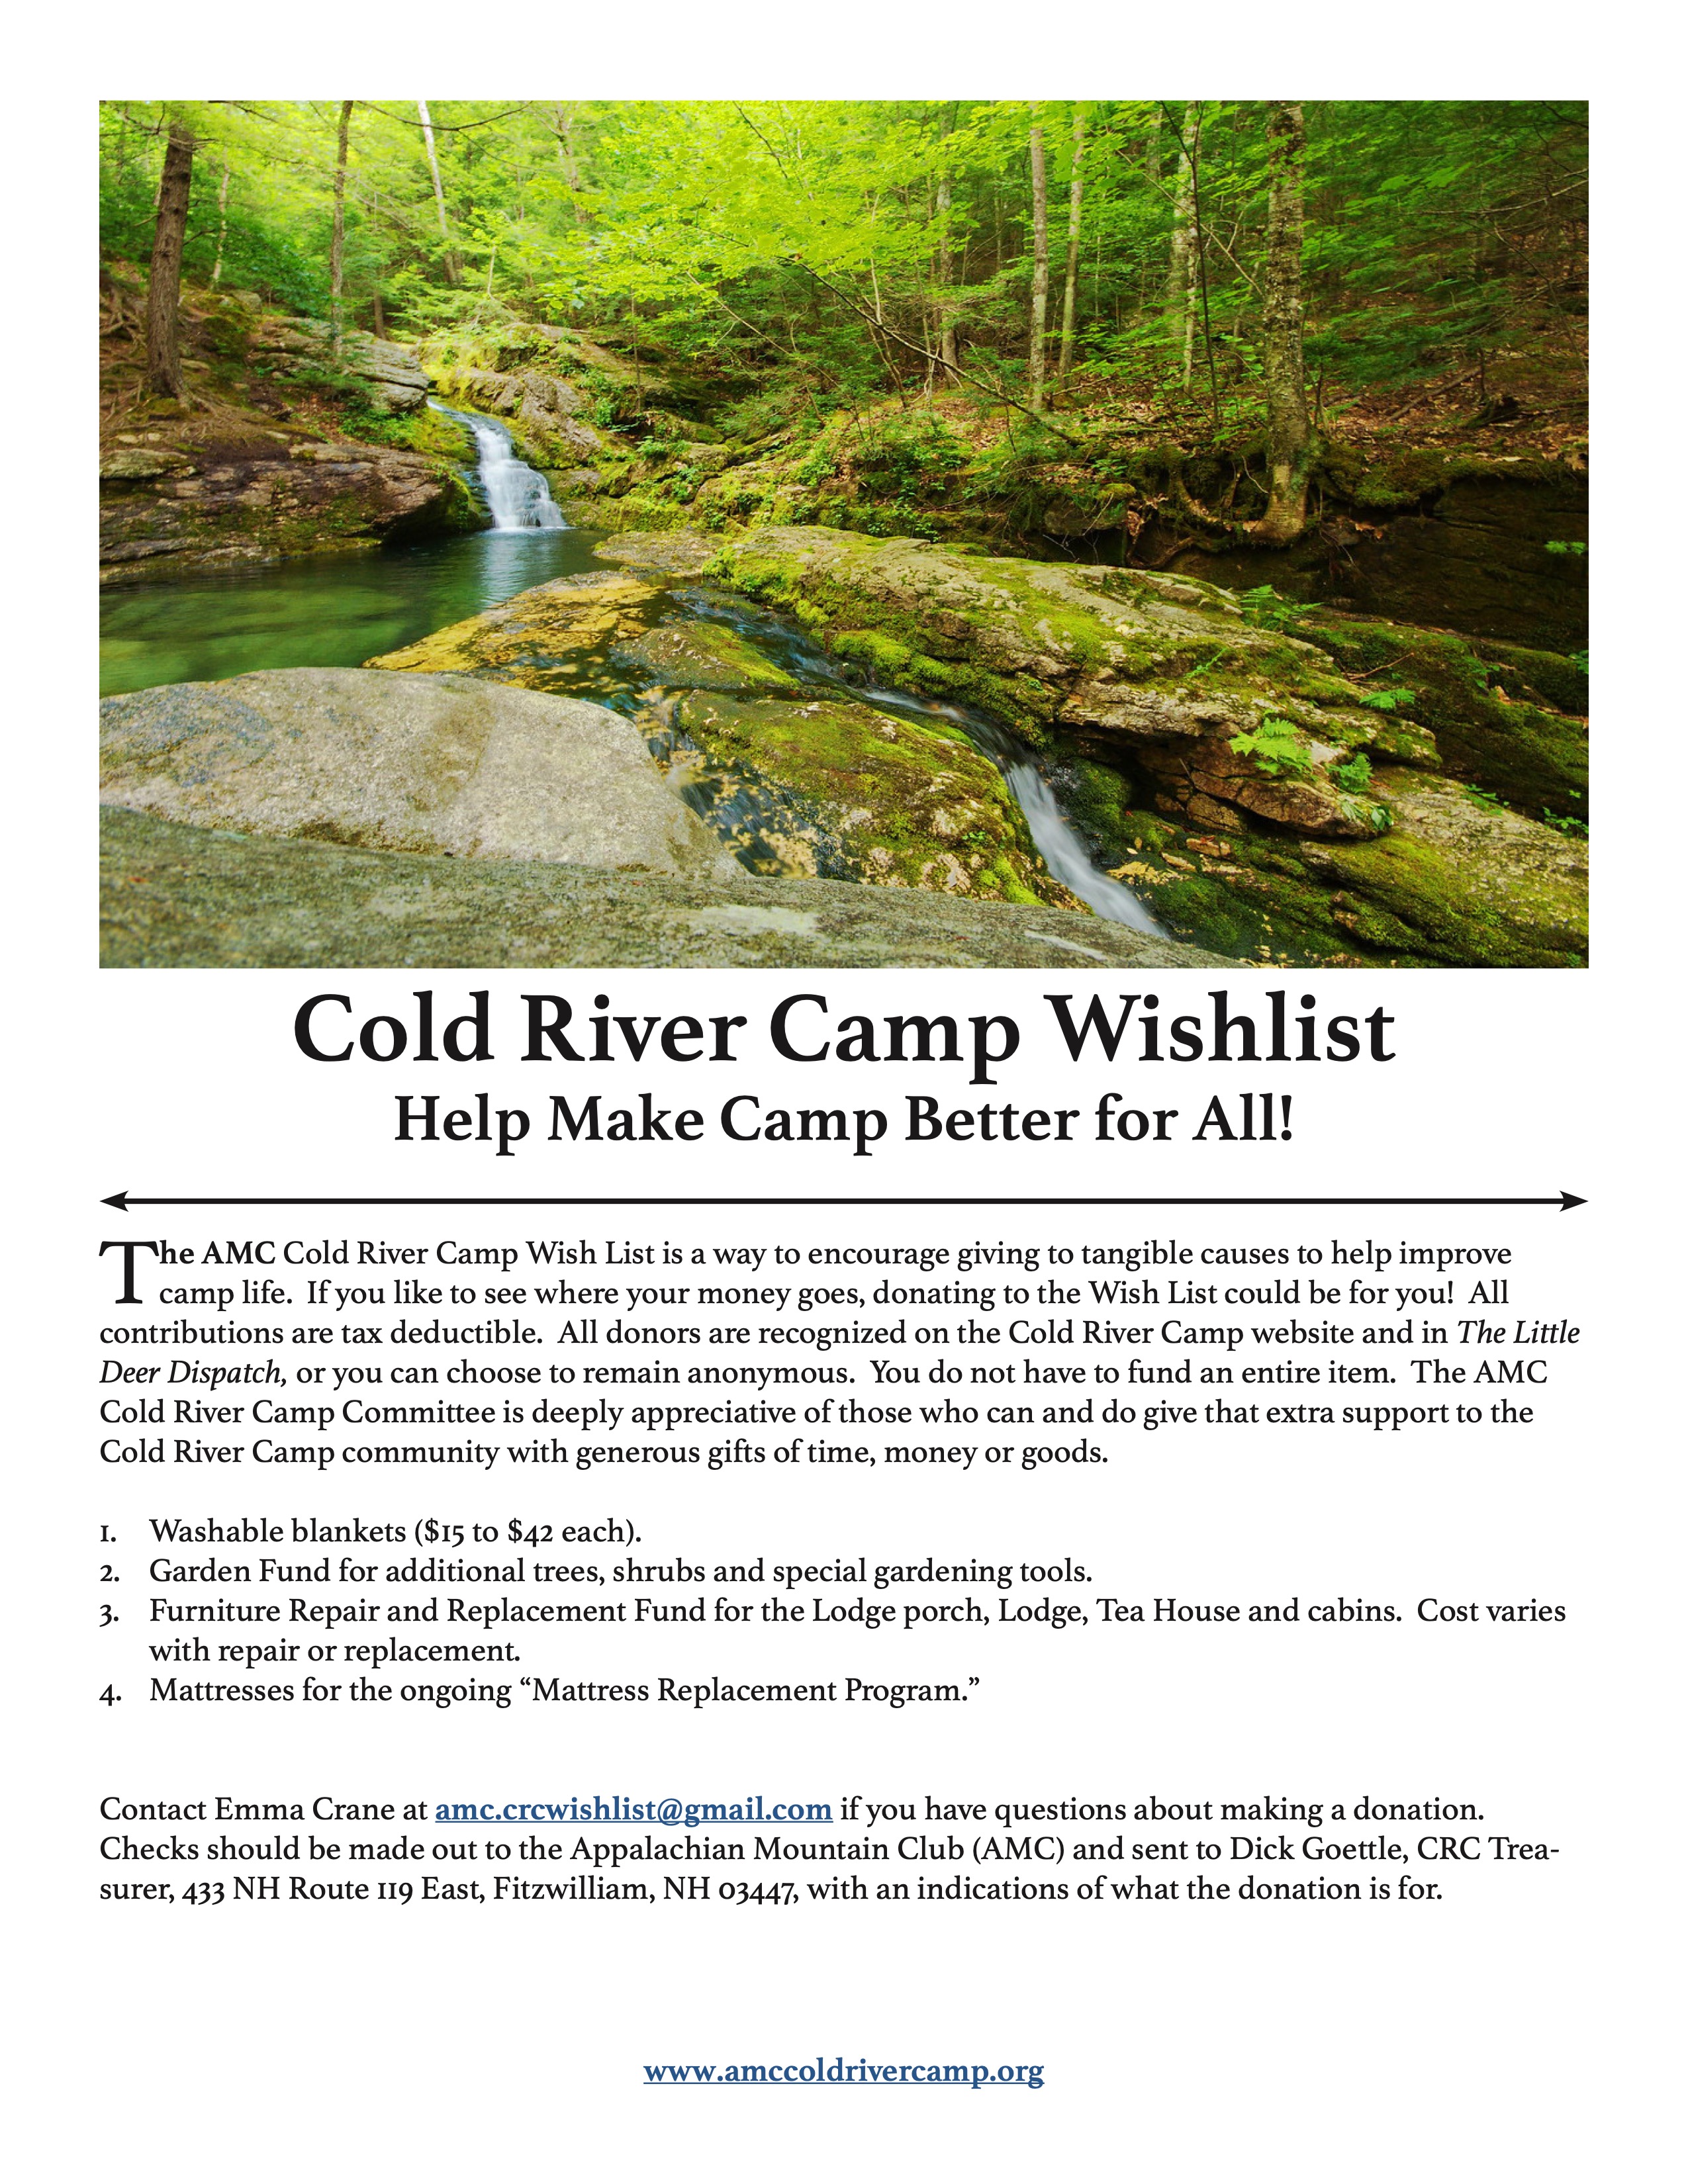 Cold River Camp Wishlist
Help Make Camp Better for All!
The AMC Cold River Camp Wish List is a way to encourage giving to tangible causes to help improve
camp life.  If you like to see where your money goes, donating to the Wish List could be for you!  All
contributions are tax deductible.  All donors are recognized on the Cold River Camp website and in The Little
Deer Dispatch, or you can choose to remain anonymous.  You do not have to fund an entire item.  The AMC
Cold River Camp Committee is deeply appreciative of those who can and do give that extra support to the
Cold River Camp community with generous gifts of time, money or goods.
1. Washable blankets ($15 to $42 each).
2. Garden Fund for additional trees, shrubs and special gardening tools.
3. Furniture Repair and Replacement Fund for the Lodge porch, Lodge, Tea House and cabins.  Cost varies
with repair or replacement.
4. Mattresses for the ongoing “Mattress Replacement Program.”
Contact Emma Crane at amc.crcwishlist@gmail.com if you have questions about making a donation.
Checks should be made out to the Appalachian Mountain Club (AMC) and sent to Dick Goettle, CRC Trea-
surer, 433 NH Route 119 East, Fitzwilliam, NH 03447, with an indications of what the donation is for.
www.amccoldrivercamp.org